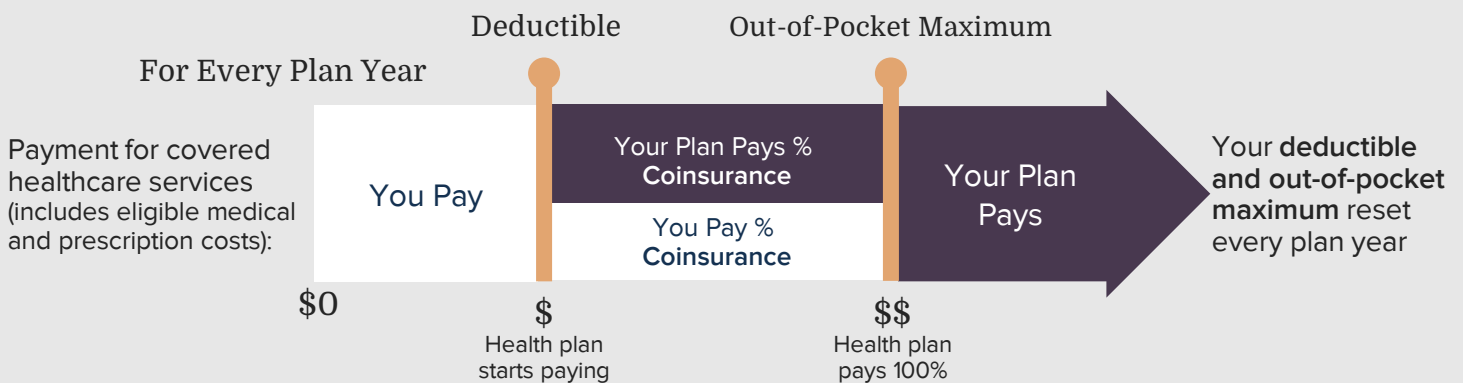 Deductible
Out-of-Pocket Maximum
For Every Plan Year
Payment for covered
healthcare services
(includes eligible medical
and prescription costs):
You Pay
Your Plan Pays %
Coinsurance
You Pay %
Coinsurance
Your Plan
Pays
Your deductible
and out-of-pocket
maximum reset
every plan year
$0
$
Health plan
starts paying
$$
Health plan
pays 100%